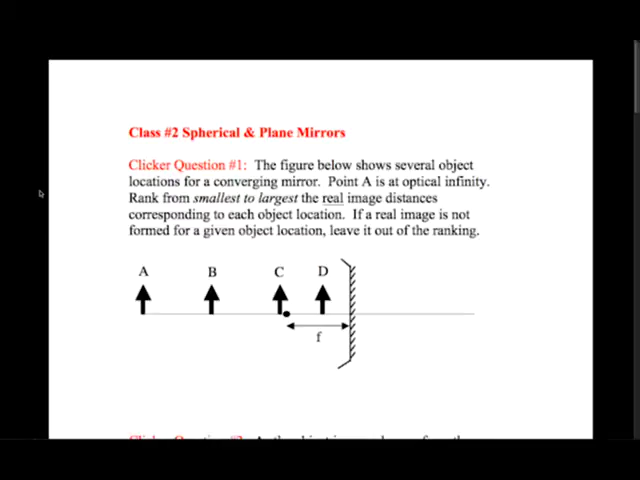 Class #2 Spherical & Plane Mirrors
Clicker Question #1: The figure below shows several object
locations for a converging mirror. Point A is at optical infinity.
Rank from smallest to largest the real image distances
corresponding to each object location. If a real image is not
formed for a given object location, leave it out of the ranking.
A B C D
f